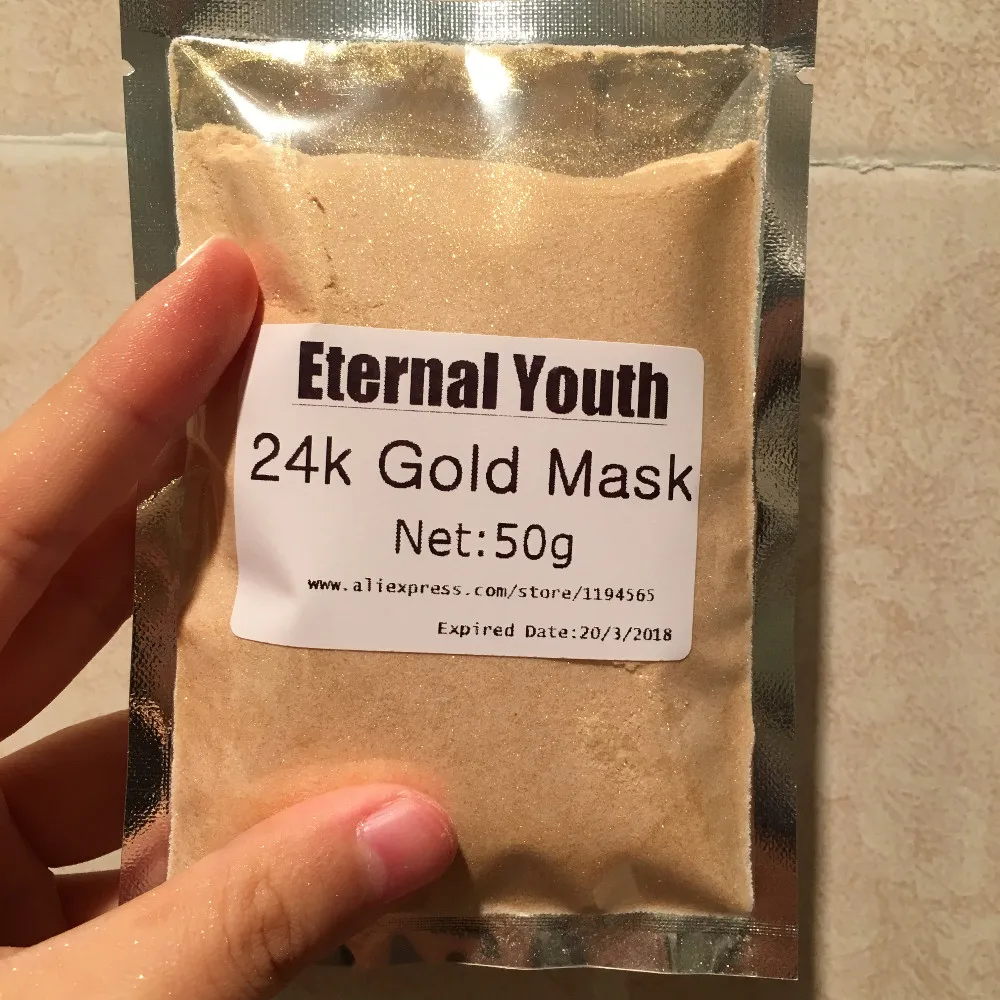 Eternal Youth
24k Gold Mask
Net:50g
www.aliexpress.com/store/1194565
Expired Date:20/3/2018